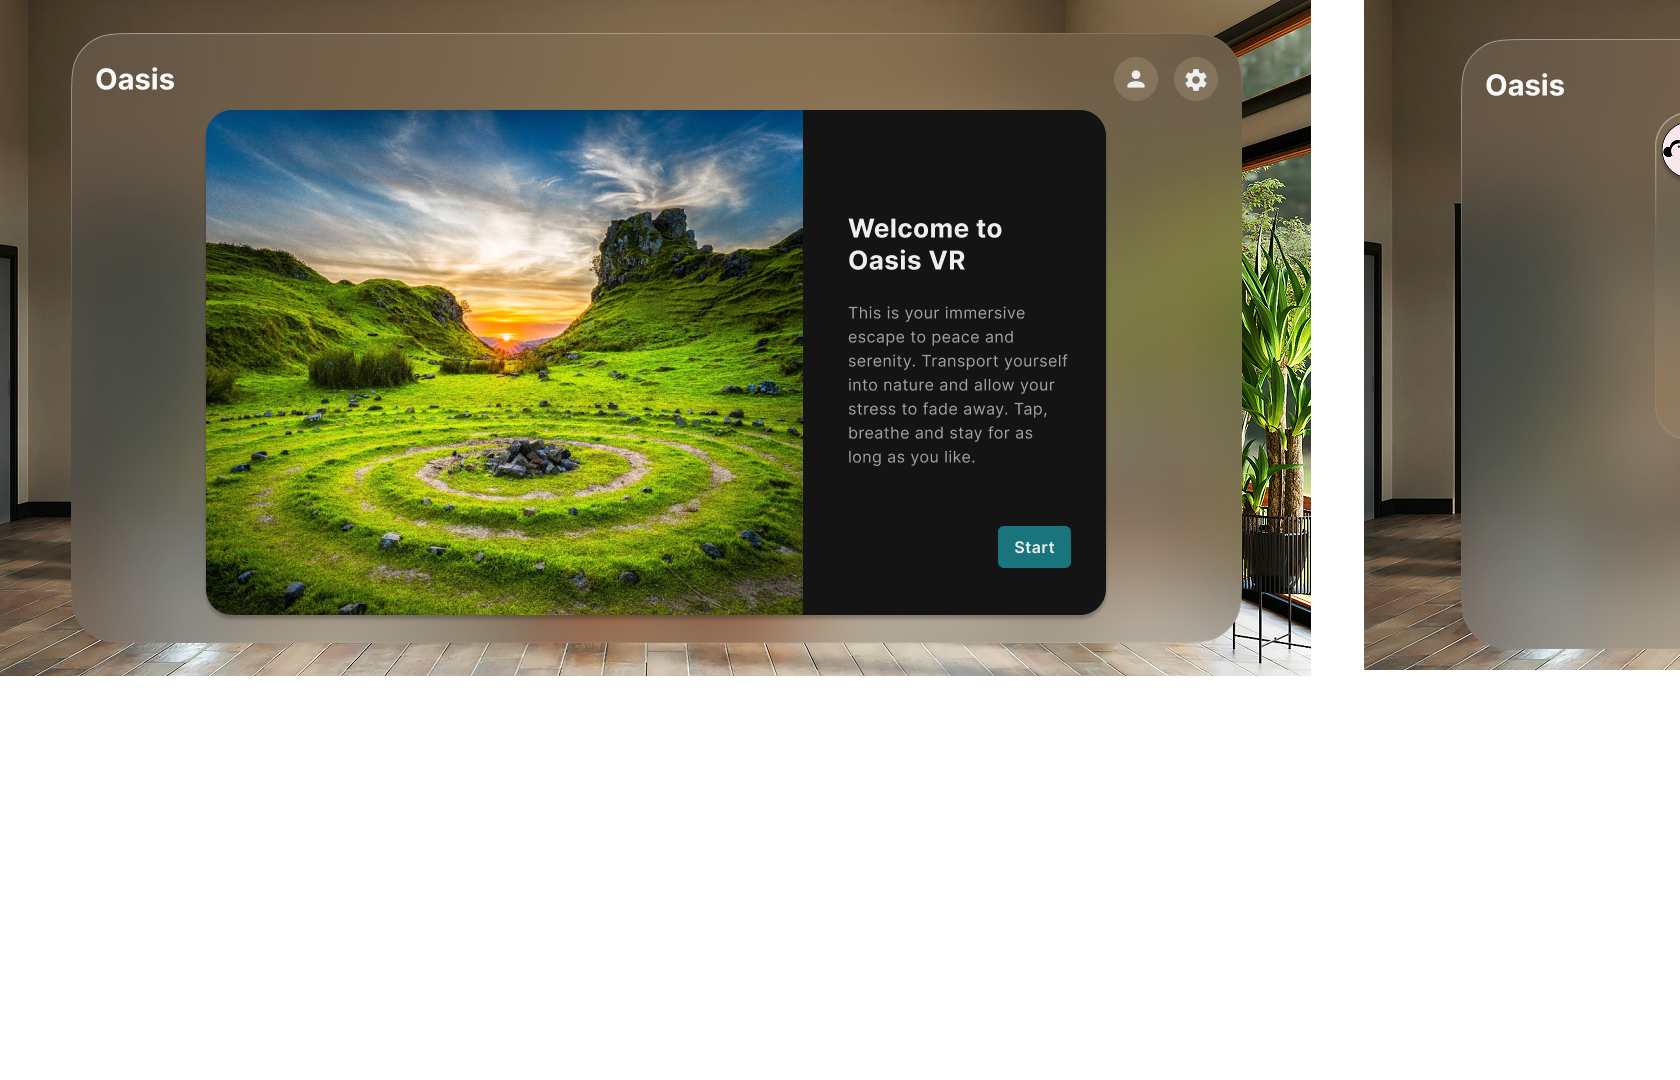 Oasis
Welcome to
Oasis VR
This is your immersive
escape to peace and
serenity. Transport yourself
into nature and allow your
stress to fade away. Tap,
breathe and stay for as
long as you like.
Start
Oasis